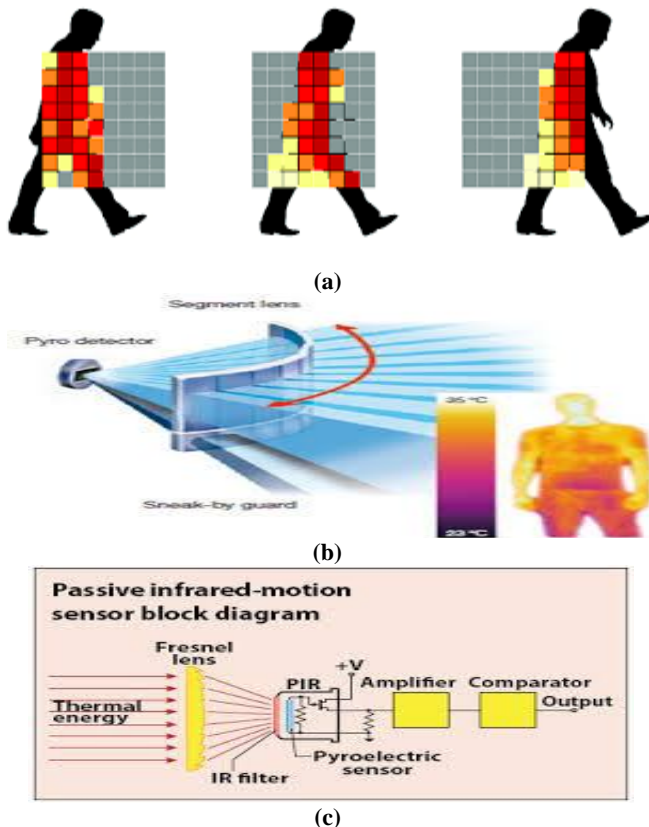 (a)
Segment lens
Pyro detector
35 °C
Sneak-by guard
23 °C
(b)
Passive infrared-motion
sensor block diagram
Fresnel
lens
PIR
+V
Amplifier
Comparator
Output
Thermal
energy
Pyroelectric
sensor
IR filter
(c)